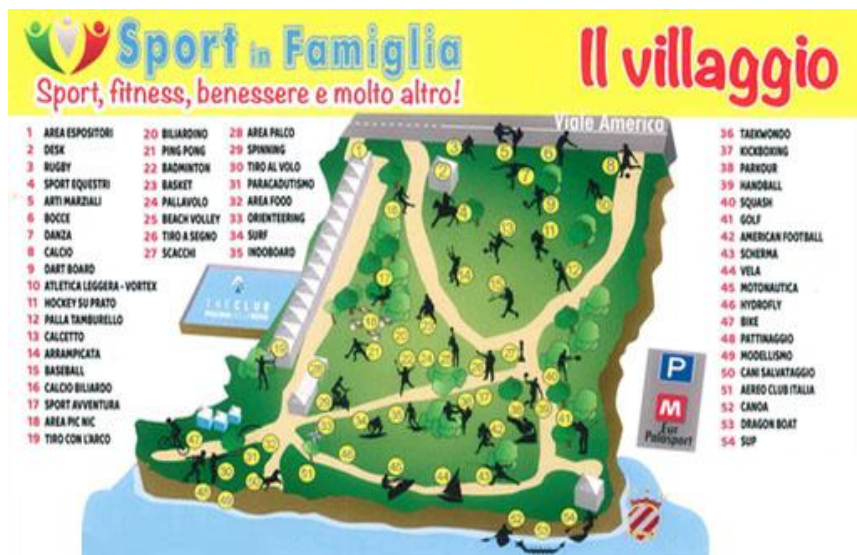 Sport in Famiglia
Sport, fitness, benessere e molto altro!
Il villaggio
Viale America
1 AREA ESPOSITORI
2 DESK
3 RUGBY
4 SPORT EQUESTRI
5 ARTI MARZIALI
6 BOCCE
7 DANZA
8 CALCIO
9 DART BOARD
10 ATLETICA LEGGERA - VORTEX
11 HOCKEY SU PRATO
12 PALLA TAMBURELLO
13 CALCETTO
14 ARRAMPICATA
15 BASEBALL
16 CALCIO BILIARDO
17 SPORT AVVENTURA
18 AREA PIC NIC
19 TIRO CON L'ARCO
20 BILIARDINO
21 PING PONG
22 BADMINTON
23 BASKET
24 PALLAVOLO
25 BEACH VOLLEY
26 TIRO A SEGNO
27 SCACCHI
28 AREA PALCO
29 SPINNING
30 TIRO AL VOLO
31 PARACADUTISMO
32 AREA FOOD
33 ORIENTEERING
34 SURF
35 INDOBOARD
36 TAEKWONDO
37 KICKBOXING
38 PARKOUR
39 HANDBALL
40 SQUASH
41 GOLF
42 AMERICAN FOOTBALL
43 SCHERMA
44 VELA
45 MOTONAUTICA
46 HYDROFLY
47 BIKE
48 PATTINAGGIO
49 MODELLISMO
50 CANI SALVATAGGIO
51 AEREO CLUB ITALIA
52 CANOA
53 DRAGON BOAT
54 SUP
THE CLUB
P
M
Eur
Palasport